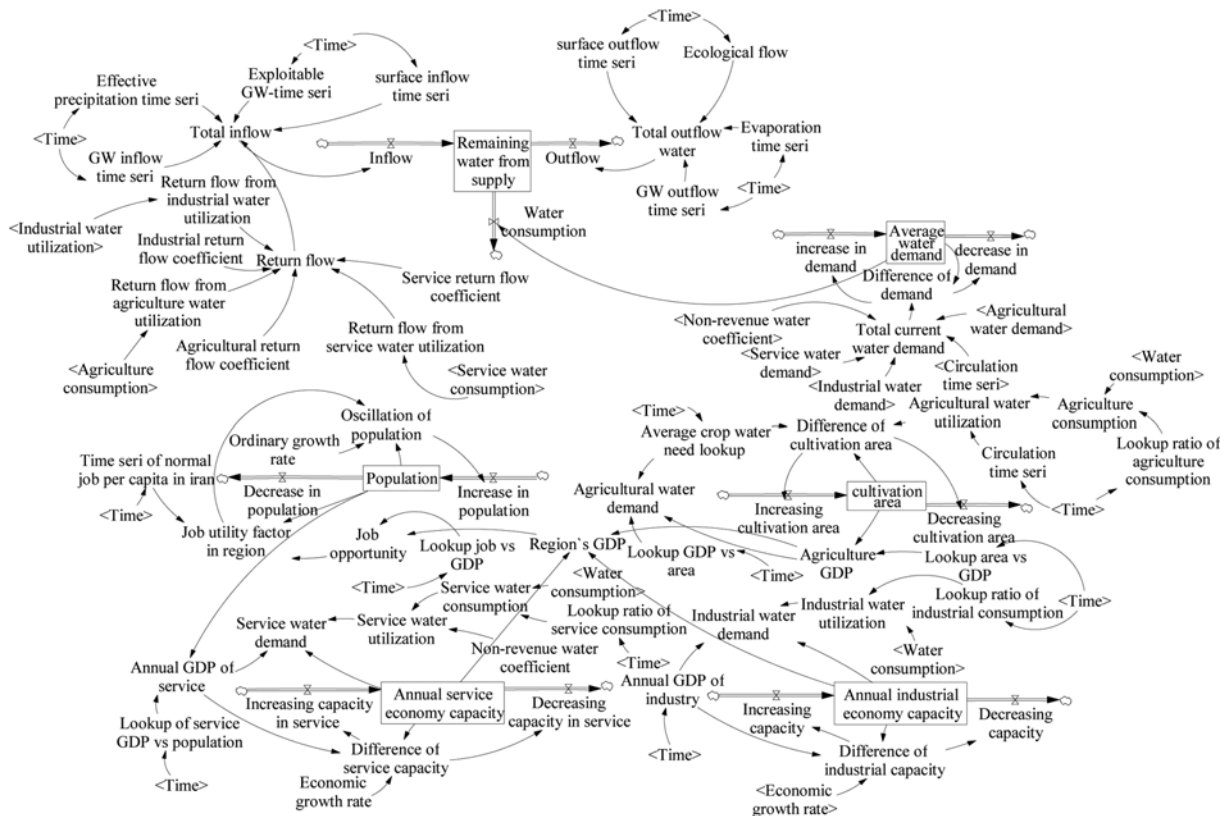 <Time>
surface outflow
time seri
Ecological flow
<Time>
Exploitable
GW-time seri
surface inflow
time seri
Effective
precipitation time seri
Total inflow
<Time>
GW inflow
time seri
Inflow
Remaining
water from
supply
Outflow
Total outflow
water
Evaporation
time seri
GW outflow
time seri
<Time>
Return flow from
industrial water
utilization
<Industrial water
utilization>
Industrial return
flow coefficient
Return flow
Water
consumption
Service return flow
coefficient
Return flow from
agriculture water
utilization
Agricultural return
flow coefficient
<Agriculture
consumption>
Return flow from
service water utilization
<Service water
consumption>
increase in
demand
Average
water
demand
decrease in
demand
Difference of
demand
<Non-revenue water
coefficient>
Total current
water demand
<Agricultural
water demand>
<Service water
demand>
<Industrial water
demand>
<Circulation
time seri>
<Water
consumption>
Agricultural water
utilization
Agriculture
consumption
Lookup ratio of
agriculture
consumption
Circulation
time seri
<Time>
Oscillation of
population
Ordinary growth
rate
Time seri of normal
job per capita in iran
Population
Decrease in
population
Increase in
population
<Time>
Job utility factor
in region
Job
opportunity
Lookup job vs
GDP
<Time>
<Time>
Average crop water
need lookup
Difference of
cultivation area
Agricultural water
demand
Increasing
cultivation area
cultivation
area
Decreasing
cultivation area
Region`s GDP
Lookup GDP vs
area
<Time>
Agriculture
GDP
Lookup area vs
GDP
Lookup ratio of
industrial consumption
<Time>
<Water
consumption>
Service water
consumption
Lookup ratio of
service consumption
<Time>
Service water
demand
Service water
utilization
Non-revenue water
coefficient
Industrial water
demand
Industrial water
utilization
<Water
consumption>
Annual GDP of
service
Increasing capacity
in service
Annual service
economy capacity
Decreasing
capacity in service
Lookup of service
GDP vs population
<Time>
Difference of
service capacity
Economic
growth rate
Annual GDP of
industry
<Time>
Increasing
capacity
Annual industrial
economy capacity
Decreasing
capacity
Difference of
industrial capacity
<Economic
growth rate>